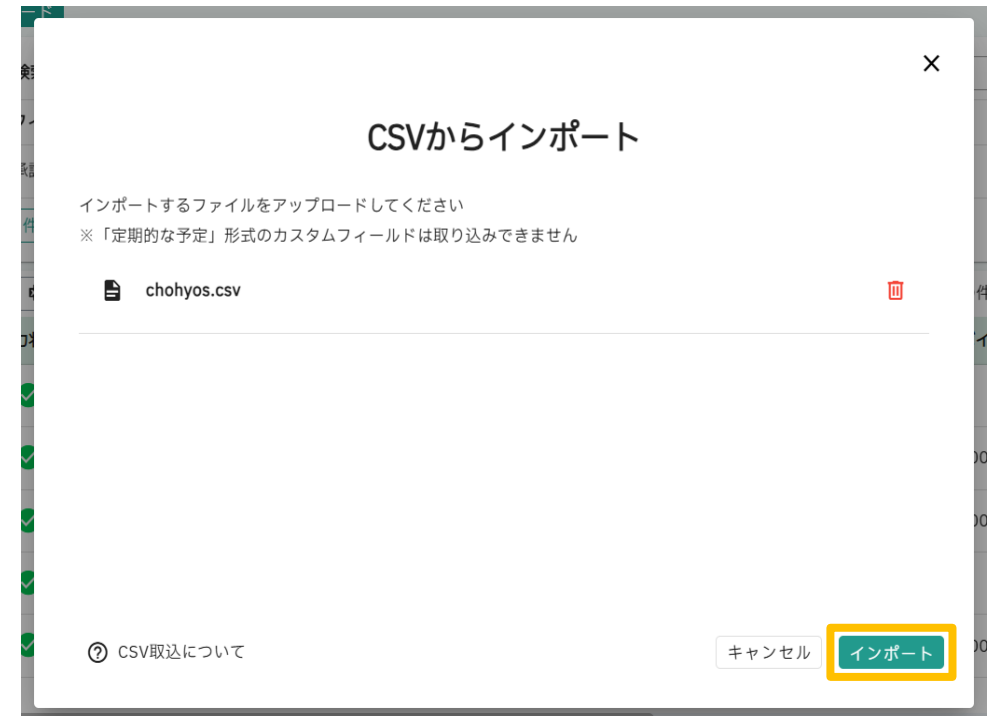 CSVからインポート
インポートするファイルをアップロードしてください
※「定期的な予定」形式のカスタムフィールドは取り込みできません
chohyos.csv
件
CSV取込について
キャンセル
インポート